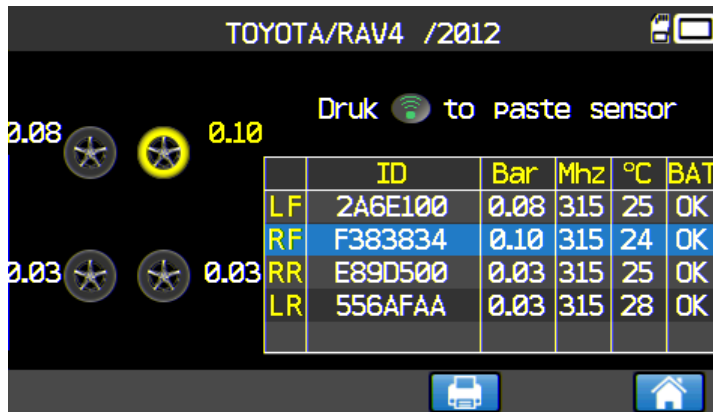 TOYOTA/RAV4 /2012
Druk to paste sensor
0.08 0.10
0.03 0.03
ID Bar Mhz °C BAT
LF 2A6E100 0.08 315 25 OK
RF F383834 0.10 315 24 OK
RR E89D500 0.03 315 25 OK
LR 556AFAA 0.03 315 28 OK